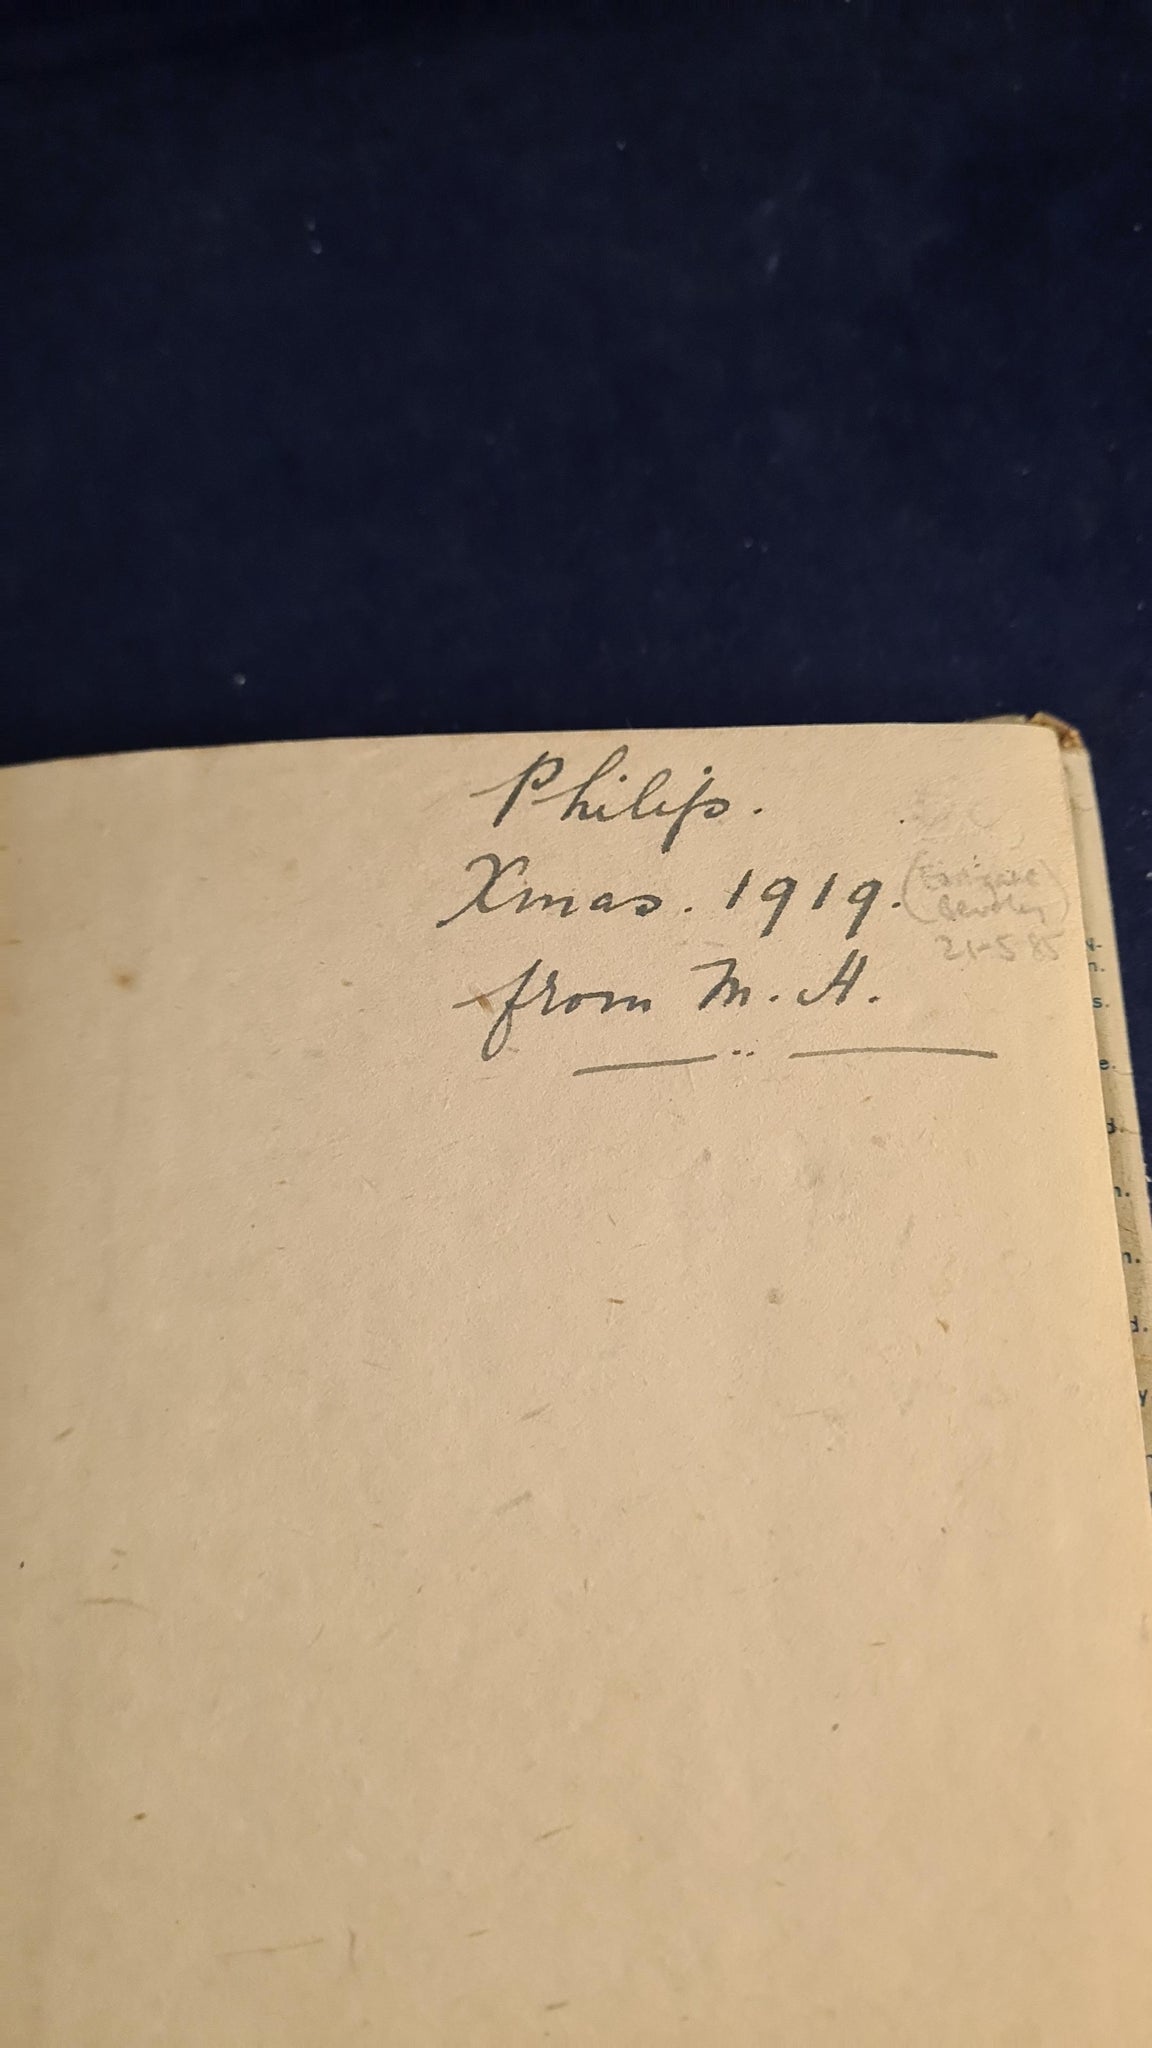 Philip.
Xmas. 1919.
from M. H.
21-5 85